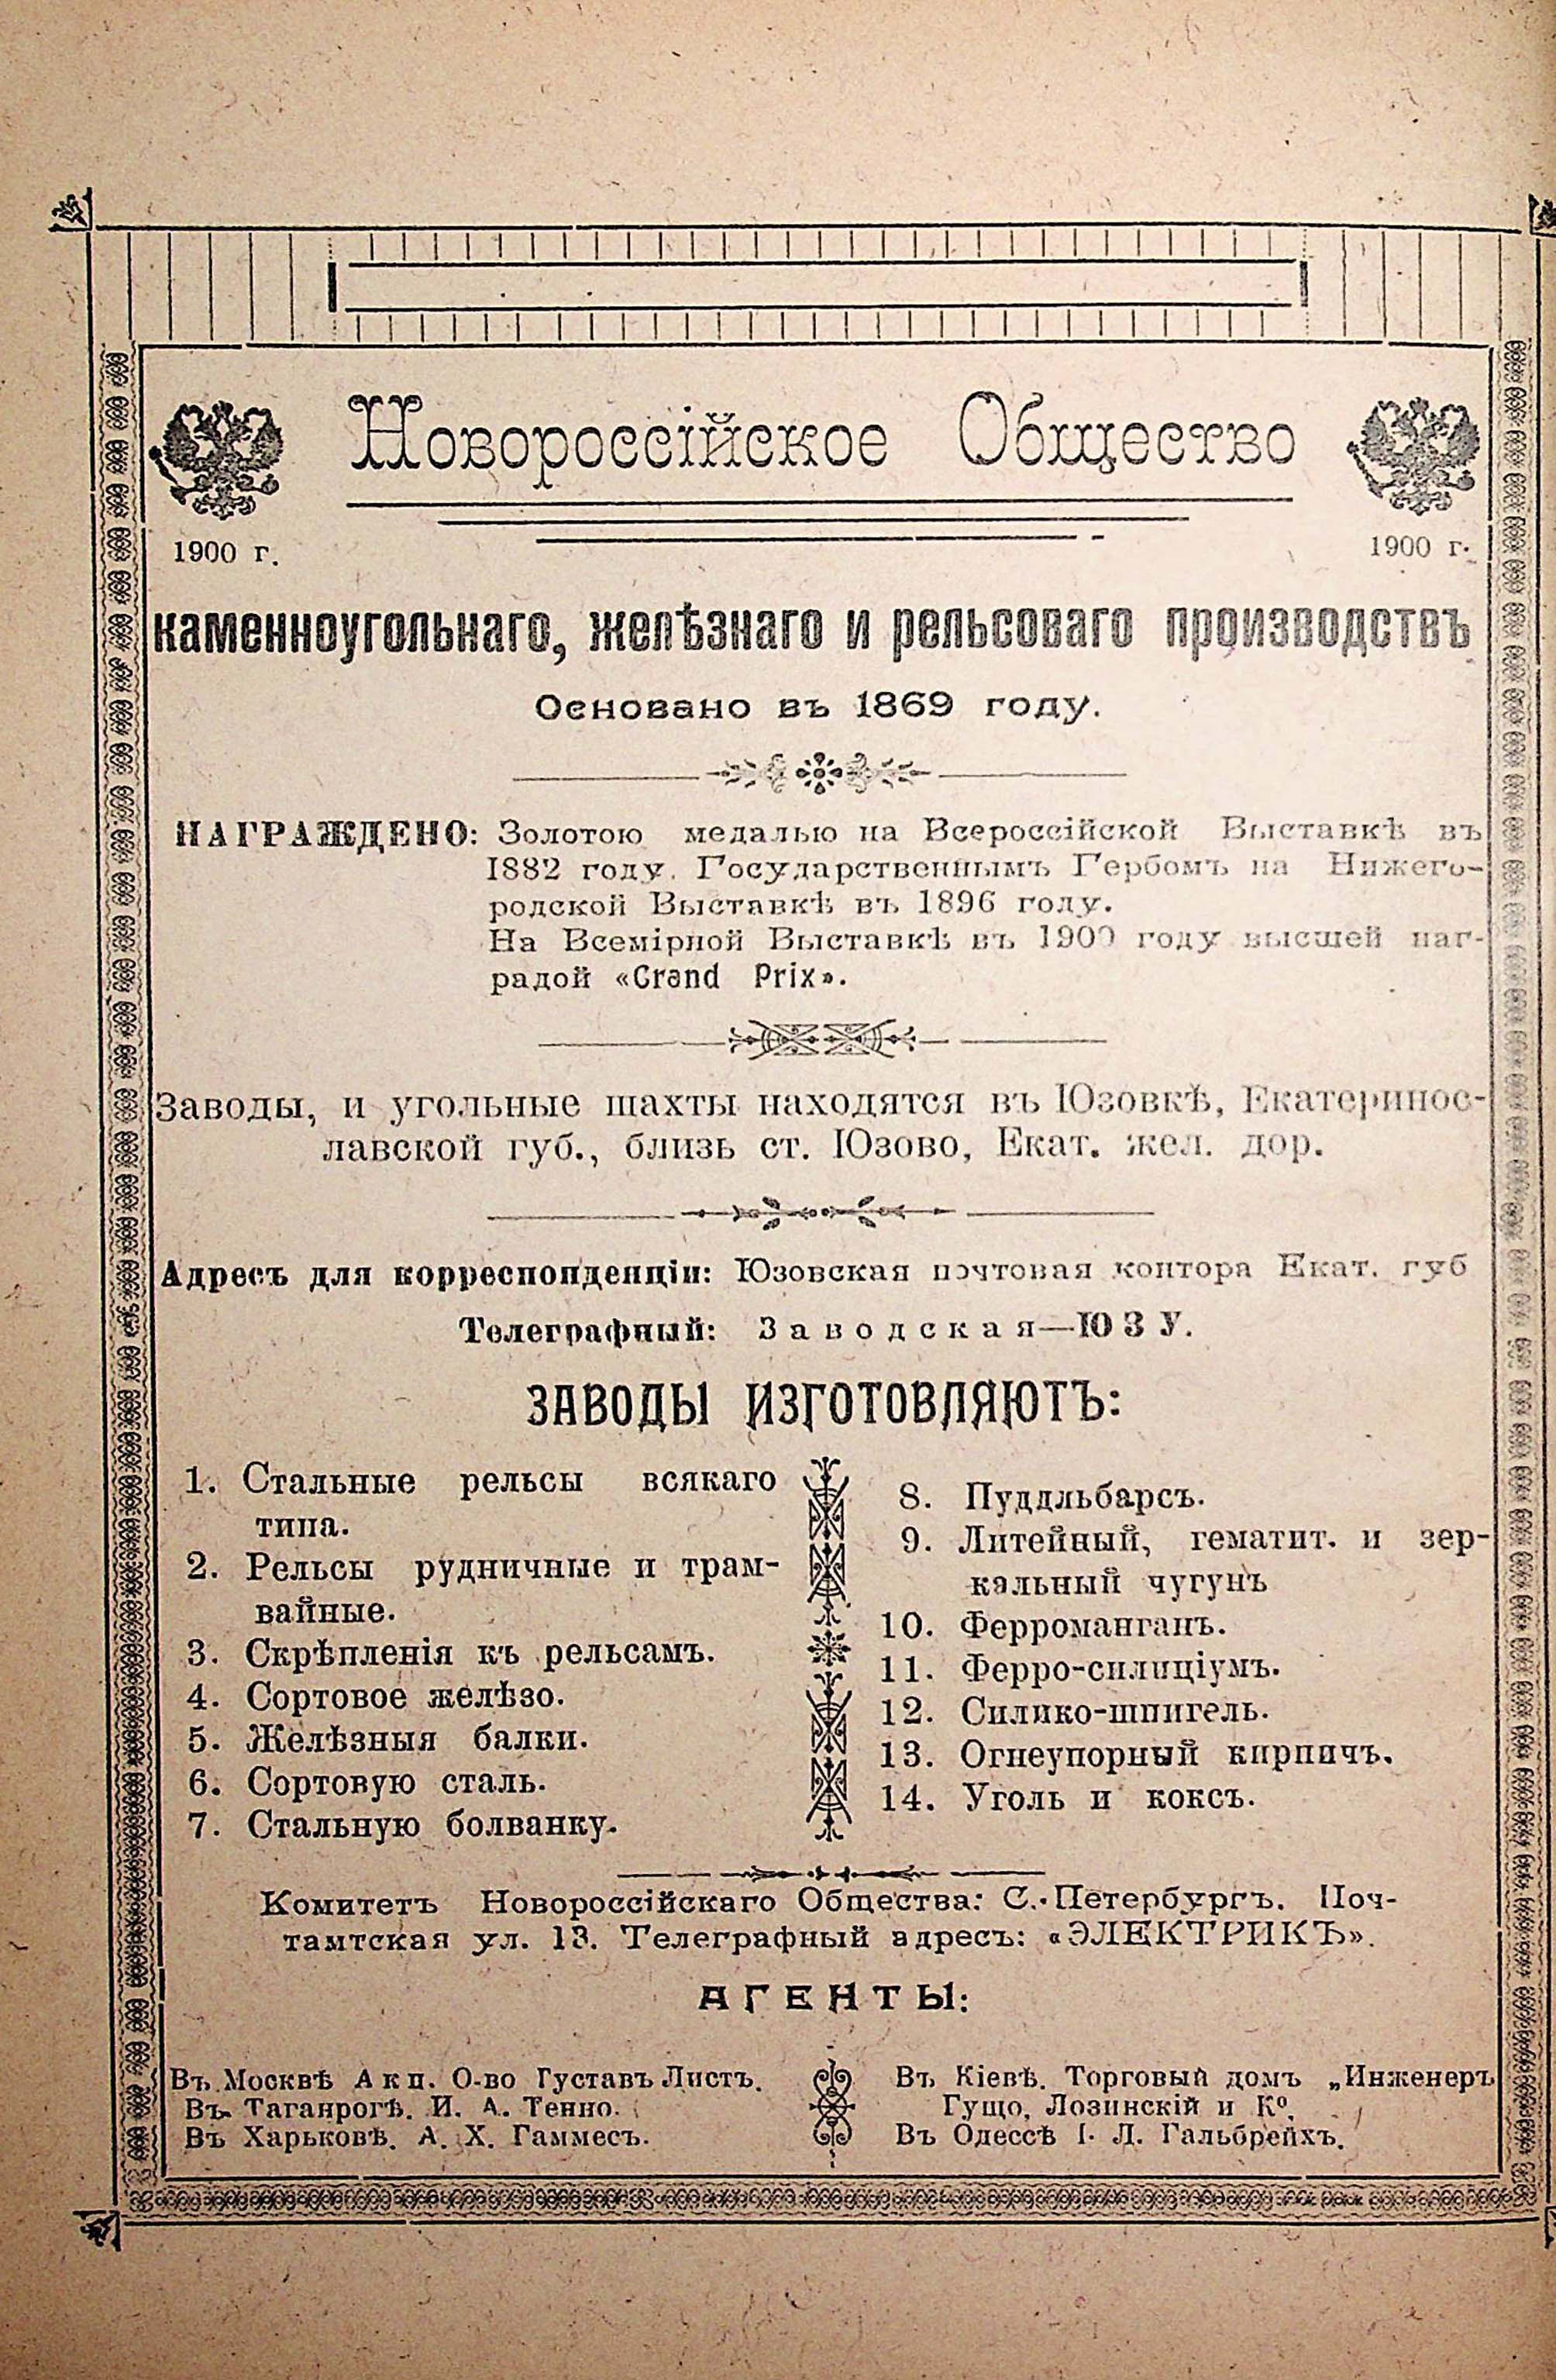 Новороссійское Общество
1900 г.
1900 г.
каменноугольнаго, желѣзнаго и рельсоваго производствъ
Основано въ 1869 году.
НАГРАЖДЕНО: Золотою медалью на Всероссійской Выставкѣ въ
1882 году. Государственнымъ Гербомъ на Нижего-
родской Выставкѣ въ 1896 году.
На Всемірной Выставкѣ въ 1900 году высшей наг-
радой «Grand Prix».
Заводы, и угольные шахты находятся въ Юзовкѣ, Екатеринос-
лавской губ., близь ст. Юзово, Екат. жел. дор.
Адресъ для корреспонденціи: Юзовская почтовая контора Екат. губ
Телеграфный: Заводская—ЮЗУ.
ЗАВОДЫ ИЗГОТОВЛЯЮТЪ:
1. Стальные рельсы всякаго
типа.
2. Рельсы рудничные и трам-
вайные.
3. Скрѣпленія къ рельсамъ.
4. Сортовое желѣзо.
5. Желѣзныя балки.
6. Сортовую сталь.
7. Стальную болванку.
8. Пуддльбарсъ.
9. Литейный, гематит. и зер-
кальный чугунъ
10. Ферроманганъ.
11. Ферро-силиціумъ.
12. Силико-шпигель.
13. Огнеупорный кирпичъ.
14. Уголь и коксъ.
Комитетъ Новороссійскаго Общества: С.-Петербургъ. Поч-
тамтская ул. 13. Телеграфный адресъ: «ЭЛЕКТРИКЪ».
АГЕНТЫ:
Въ Москвѣ Акп. О-во Густавъ Листъ.
Въ Таганрогѣ. И. А. Тенно.
Въ Харьковѣ. А. Х. Гаммесъ.
Въ Кіевѣ. Торговый домъ „Инженеръ
Гущо, Лозинскій и Кº.
Въ Одессѣ І. Л. Гальбрейхъ.